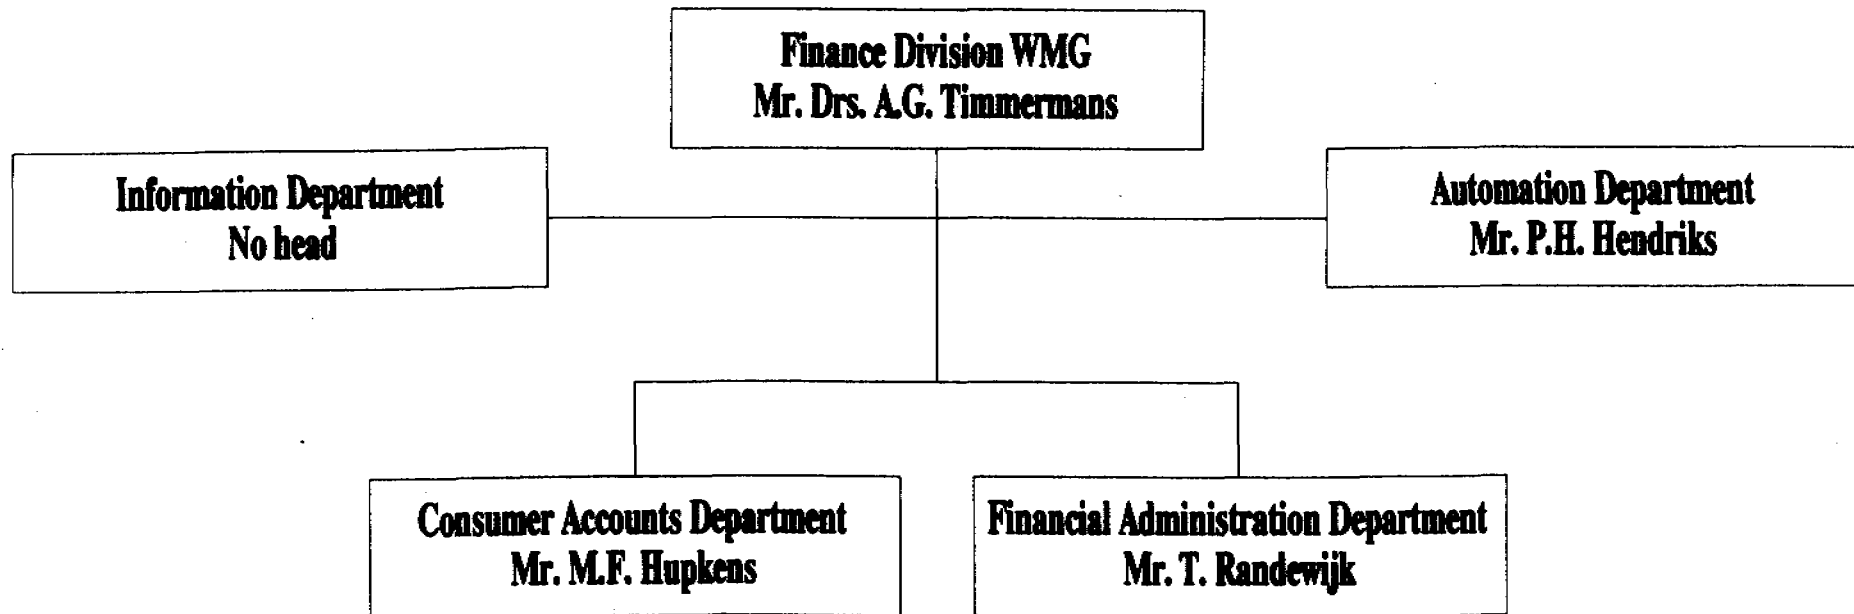 Finance Division WMG
Mr. Drs. A.G. Timmermans
Information Department
No head
Automation Department
Mr. P.H. Hendriks
Consumer Accounts Department
Mr. M.F. Hupkens
Financial Administration Department
Mr. T. Randewijk